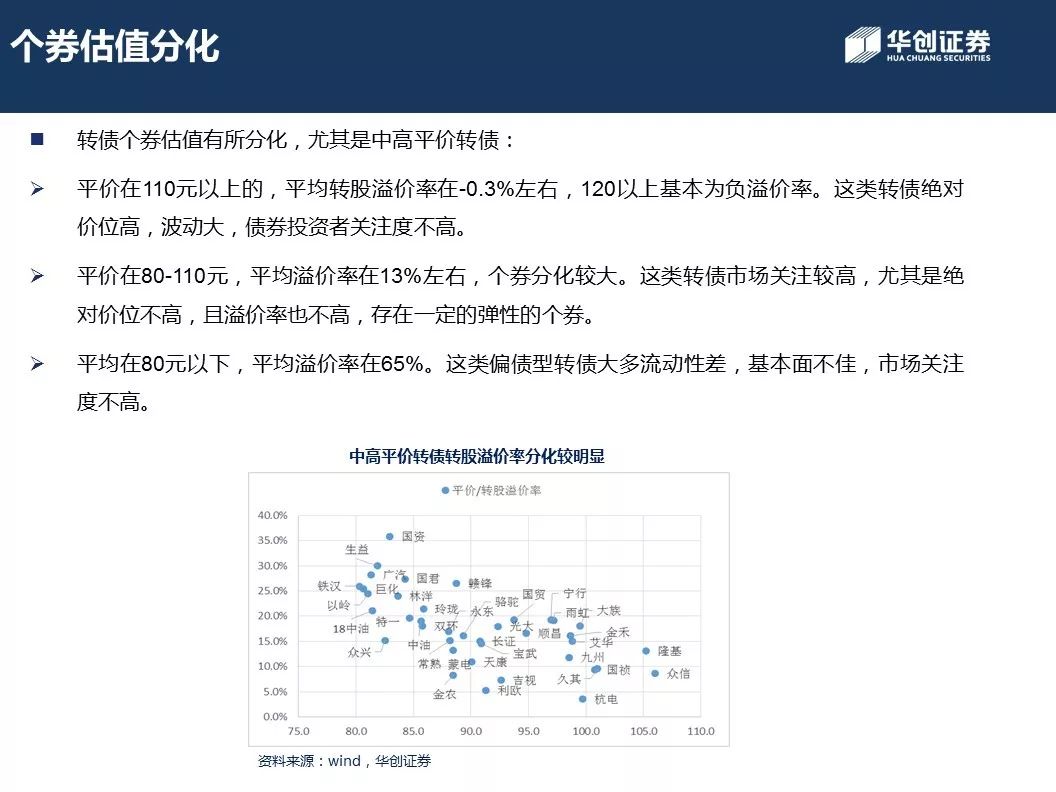 个券估值分化
华创证券
HUA CHUANG SECURITIES
转债个券估值有所分化，尤其是中高平价转债：
平价在110元以上的，平均转股溢价率在-0.3%左右，120以上基本为负溢价率。这类转债绝对
价位高，波动大，债券投资者关注度不高。
平价在80-110元，平均溢价率在13%左右，个券分化较大。这类转债市场关注较高，尤其是绝
对价位不高，且溢价率也不高，存在一定的弹性的个券。
平均在80元以下，平均溢价率在65%。这类偏债型转债大多流动性差，基本面不佳，市场关注
度不高。
中高平价转债转股溢价率分化较明显
平价/转股溢价率
40.0%
35.0%
国资
生益
30.0%
广汽
国君
赣锋
铁汉
25.0%
巨化
林洋
国贸
宁行
以岭
玲珑
永东
骆驼
20.0%
雨虹
大族
18中油
特一
双环
光大
顺昌
金禾
15.0%
众兴
中油
长证
艾华
宝武
隆基
常熟
蒙电
天康
九州
10.0%
国祯
众信
久其
吉视
金农
利欧
5.0%
杭电
0.0%
75.0 80.0 85.0 90.0 95.0 100.0 105.0 110.0
资料来源：wind，华创证券